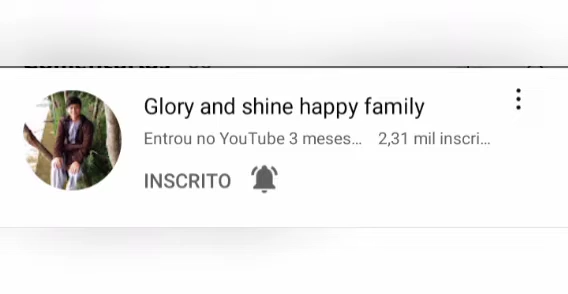 Glory and shine happy family
Entrou no YouTube 3 meses... 2,31 mil inscri...
INSCRITO